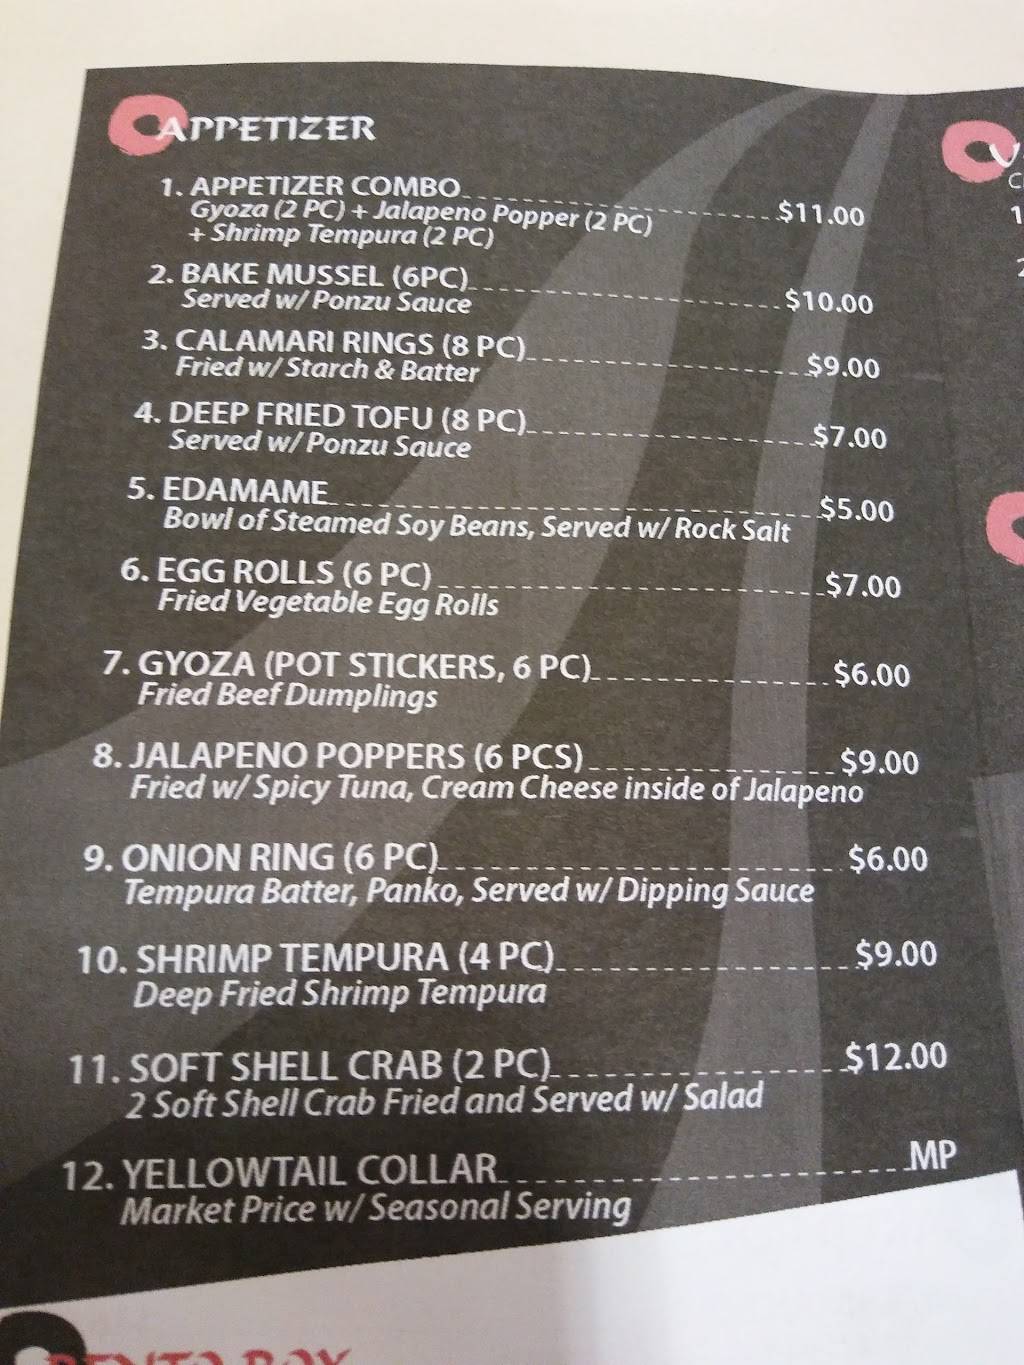 APPETIZER
1. APPETIZER COMBO $11.00
Gyoza (2 PC) + Jalapeno Popper (2 PC)
+ Shrimp Tempura (2 PC)
2. BAKE MUSSEL (6PC) $10.00
Served w/ Ponzu Sauce
3. CALAMARI RINGS (8 PC) $9.00
Fried w/ Starch & Batter
4. DEEP FRIED TOFU (8 PC) $7.00
Served w/ Ponzu Sauce
5. EDAMAME $5.00
Bowl of Steamed Soy Beans, Served w/ Rock Salt
6. EGG ROLLS (6 PC) $7.00
Fried Vegetable Egg Rolls
7. GYOZA (POT STICKERS, 6 PC) $6.00
Fried Beef Dumplings
8. JALAPENO POPPERS (6 PCS) $9.00
Fried w/ Spicy Tuna, Cream Cheese inside of Jalapeno
9. ONION RING (6 PC) $6.00
Tempura Batter, Panko, Served w/ Dipping Sauce
10. SHRIMP TEMPURA (4 PC) $9.00
Deep Fried Shrimp Tempura
11. SOFT SHELL CRAB (2 PC) $12.00
2 Soft Shell Crab Fried and Served w/ Salad
12. YELLOWTAIL COLLAR MP
Market Price w/ Seasonal Serving
BENTO BOX